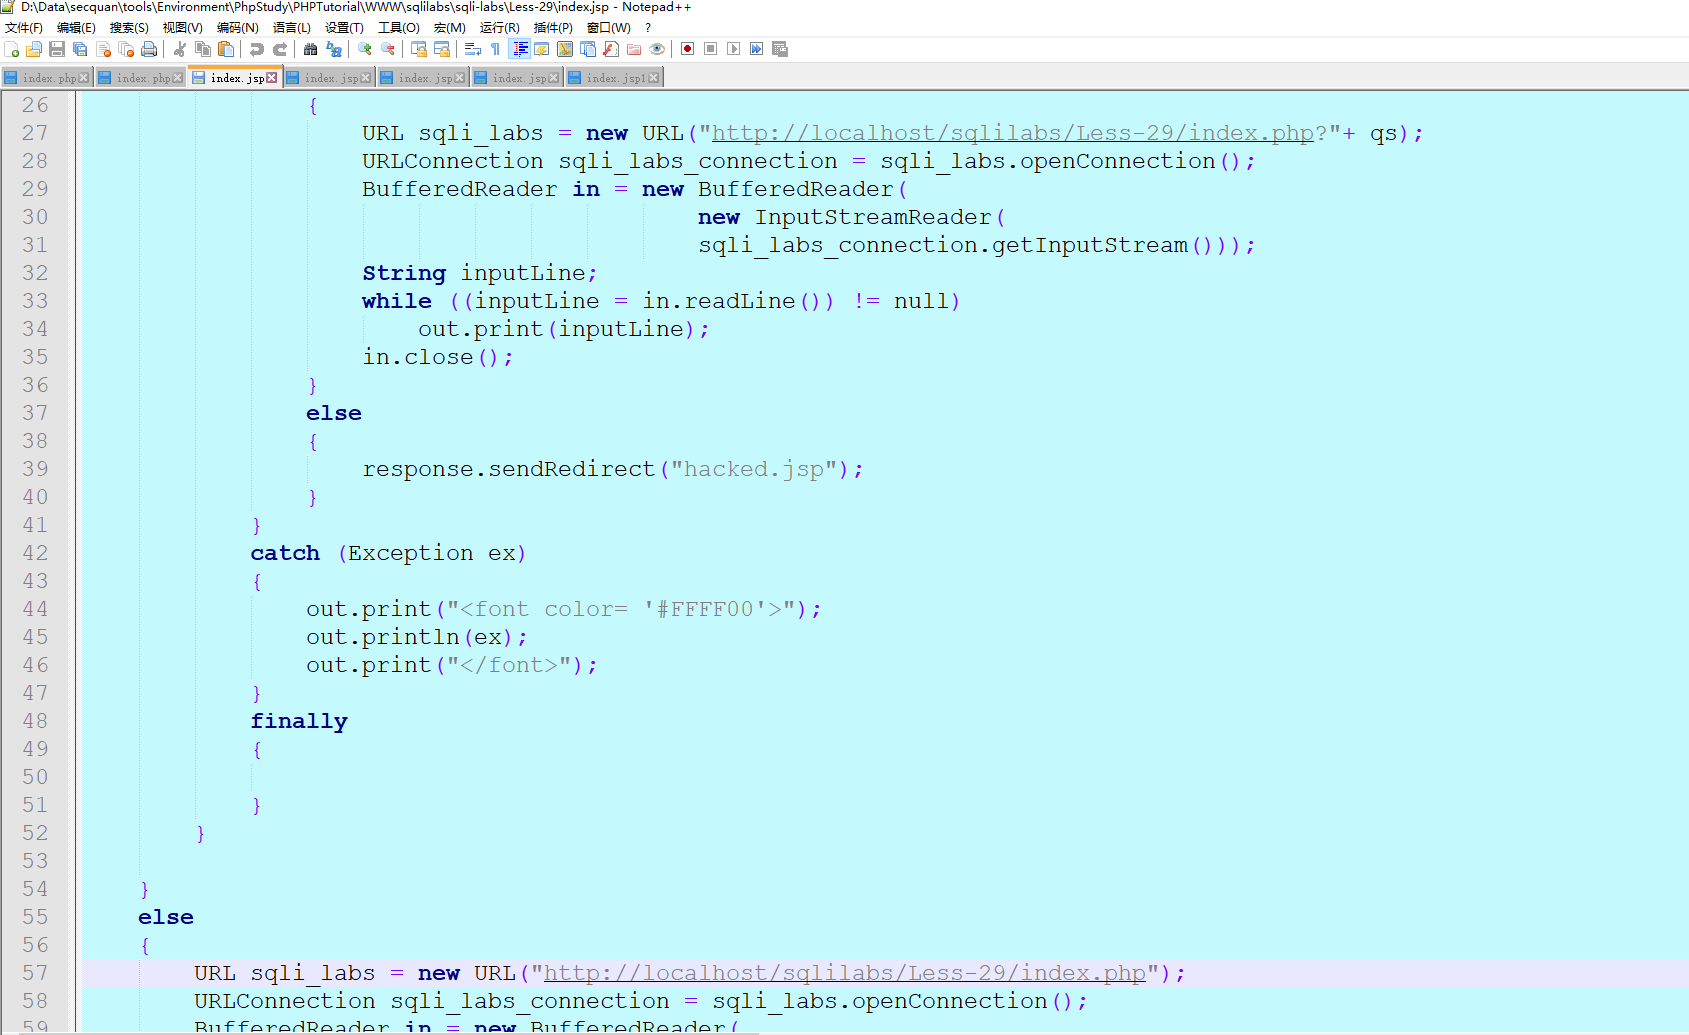 D:\Data\secquan\tools\Environment\PhpStudy\PHPTutorial\WWW\sqlilabs\sqli-labs\Less-29\index.jsp - Notepad++
文件(F) 编辑(E) 搜索(S) 视图(V) 编码(N) 语言(L) 设置(T) 工具(O) 宏(M) 运行(R) 插件(P) 窗口(W) ?
index.php index.php index.jsp index.jsp index.jsp index.jsp index.jsp1
26 {
27 URL sqli_labs = new URL("http://localhost/sqlilabs/Less-29/index.php?"+ qs);
28 URLConnection sqli_labs_connection = sqli_labs.openConnection();
29 BufferedReader in = new BufferedReader(
30 new InputStreamReader(
31 sqli_labs_connection.getInputStream()));
32 String inputLine;
33 while ((inputLine = in.readLine()) != null)
34 out.print(inputLine);
35 in.close();
36 }
37 else
38 {
39 response.sendRedirect("hacked.jsp");
40 }
41 }
42 catch (Exception ex)
43 {
44 out.print("<font color= '#FFFF00'>");
45 out.println(ex);
46 out.print("</font>");
47 }
48 finally
49 {
50
51 }
52 }
53
54 }
55 else
56 {
57 URL sqli_labs = new URL("http://localhost/sqlilabs/Less-29/index.php");
58 URLConnection sqli_labs_connection = sqli_labs.openConnection();
59 BufferedReader in = new BufferedReader(